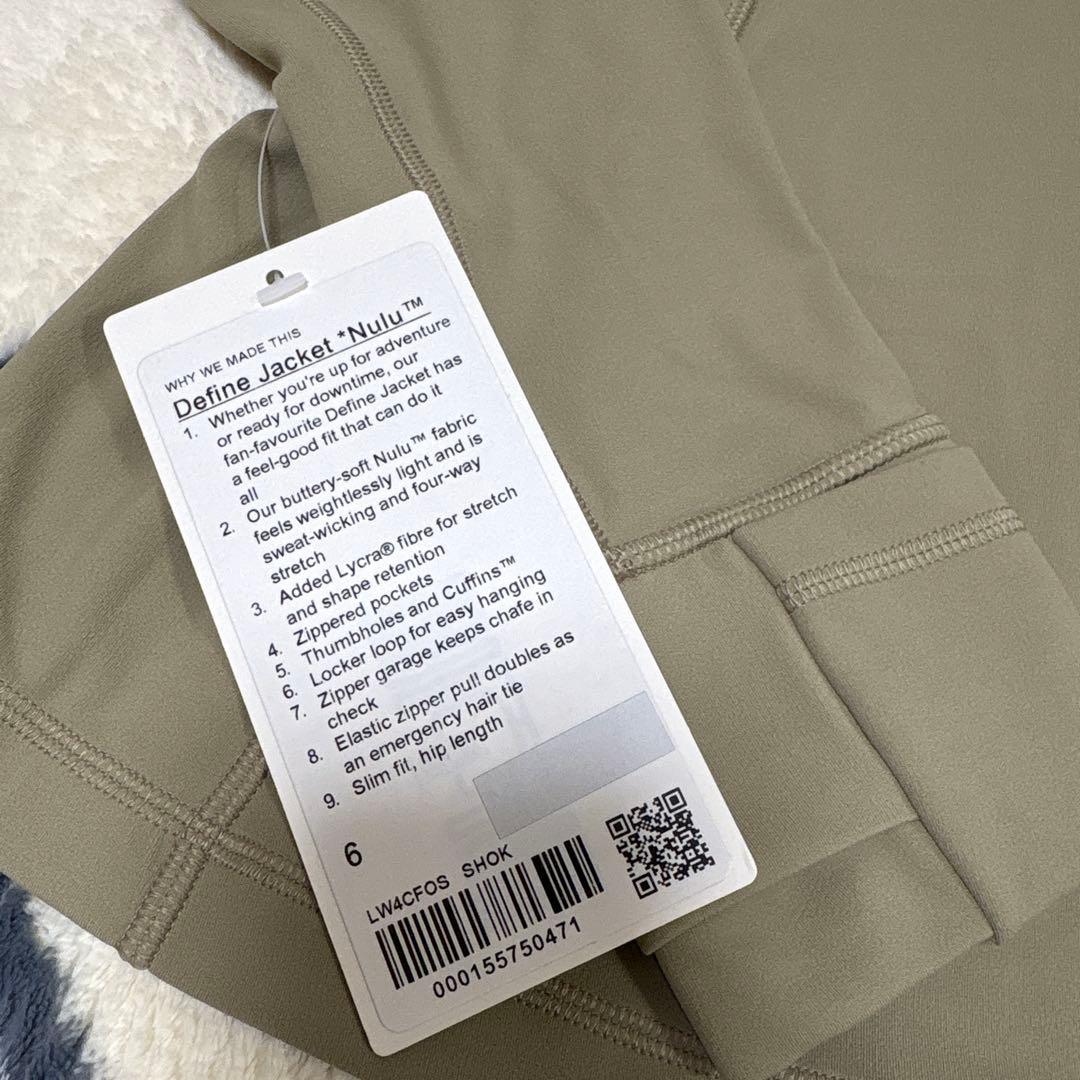 WHY WE MADE THIS
Define Jacket *Nulu™
1. Whether you're up for adventure
or ready for downtime, our
fan-favourite Define Jacket has
a feel-good fit that can do it
all
2. Our buttery-soft Nulu™ fabric
feels weightlessly light and is
sweat-wicking and four-way
stretch
3. Added Lycra® fibre for stretch
and shape retention
4. Zippered pockets
5. Thumbholes and Cuffins™
6. Locker loop for easy hanging
7. Zipper garage keeps chafe in
check
8. Elastic zipper pull doubles as
an emergency hair tie
9. Slim fit, hip length
6
LW4CFOS SHOK
000155750471